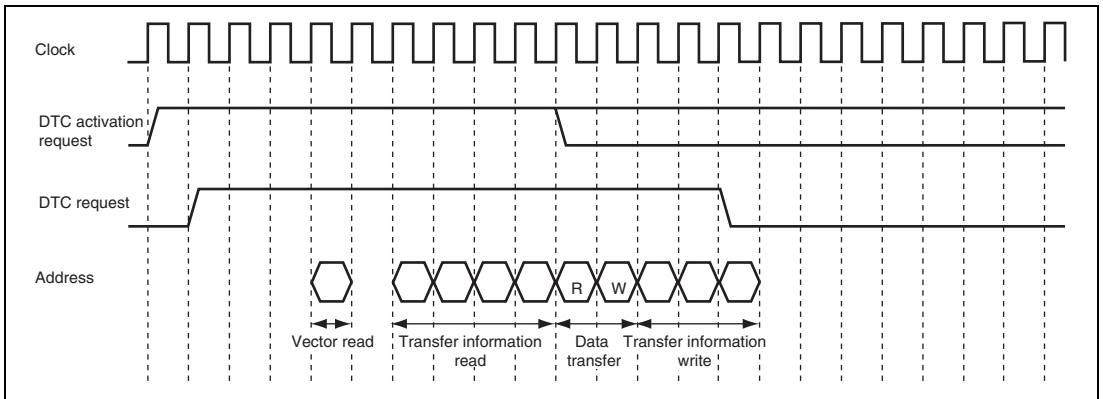 Clock
DTC activation
request
DTC request
Address
R W
Vector read Transfer information Data Transfer information
read transfer write